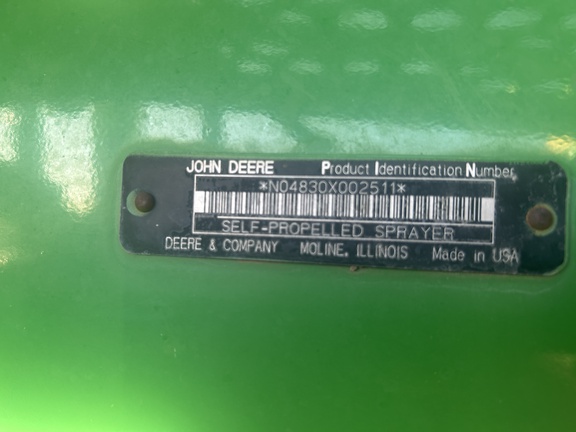 JOHN DEERE Product Identification Number
*N04830X002511*
SELF-PROPELLED SPRAYER
DEERE & COMPANY MOLINE, ILLINOIS Made in USA